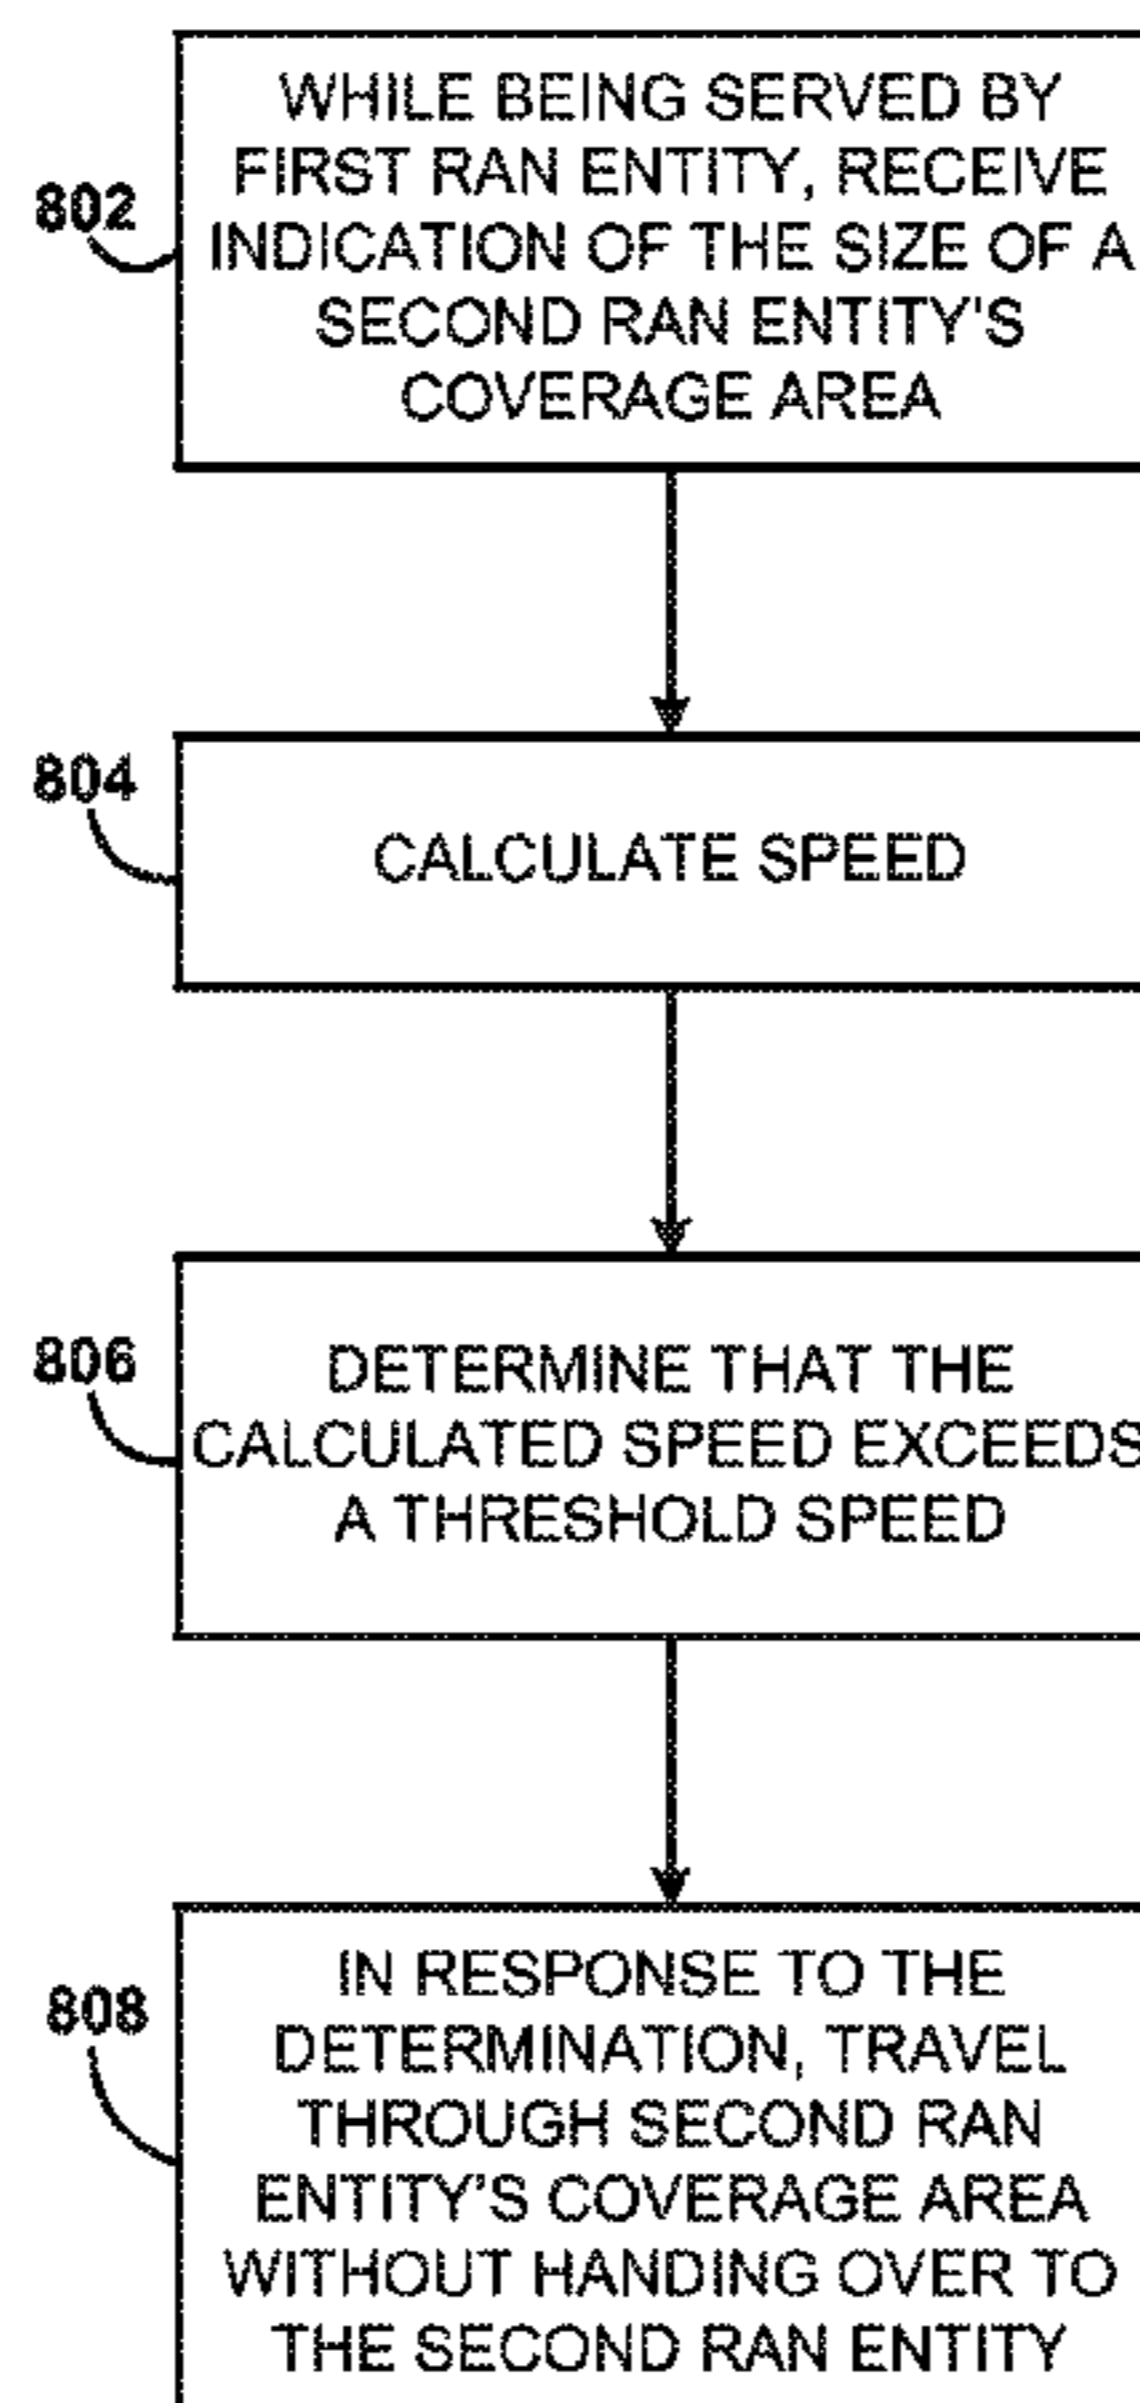 802
WHILE BEING SERVED BY
FIRST RAN ENTITY, RECEIVE
INDICATION OF THE SIZE OF A
SECOND RAN ENTITY'S
COVERAGE AREA
804
CALCULATE SPEED
806
DETERMINE THAT THE
CALCULATED SPEED EXCEEDS
A THRESHOLD SPEED
808
IN RESPONSE TO THE
DETERMINATION, TRAVEL
THROUGH SECOND RAN
ENTITY’S COVERAGE AREA
WITHOUT HANDING OVER TO
THE SECOND RAN ENTITY